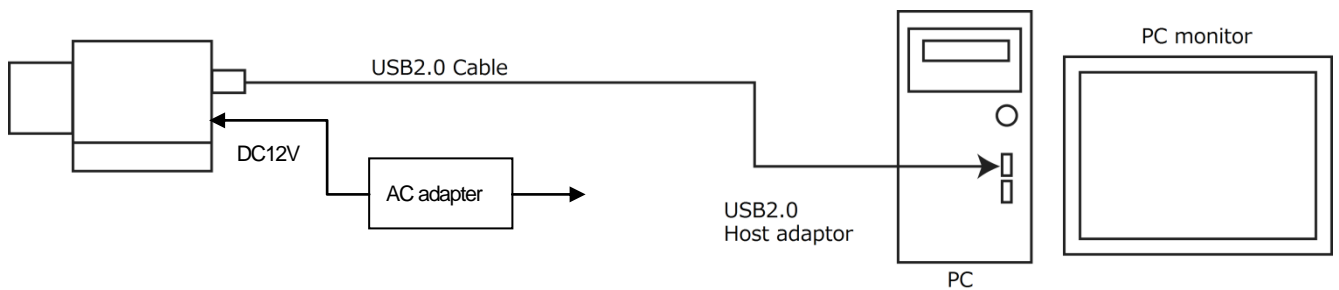 PC monitor
USB2.0 Cable
DC12V
AC adapter
USB2.0
Host adaptor
PC